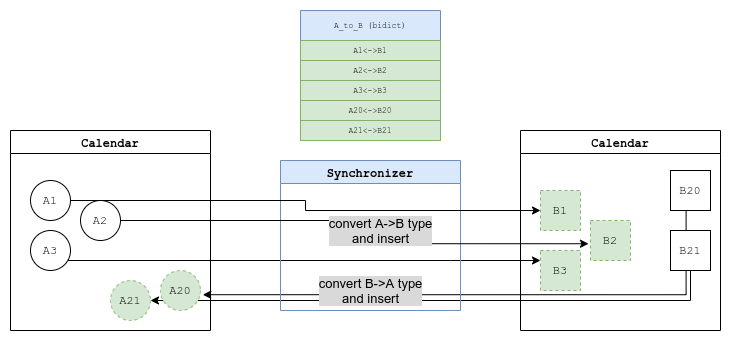 A_to_B (bidict)
A1<->B1
A2<->B2
A3<->B3
A20<->B20
A21<->B21
Calendar
Synchronizer
Calendar
A1
A2
A3
A21
A20
convert A->B type
and insert
convert B->A type
and insert
B1
B2
B3
B20
B21